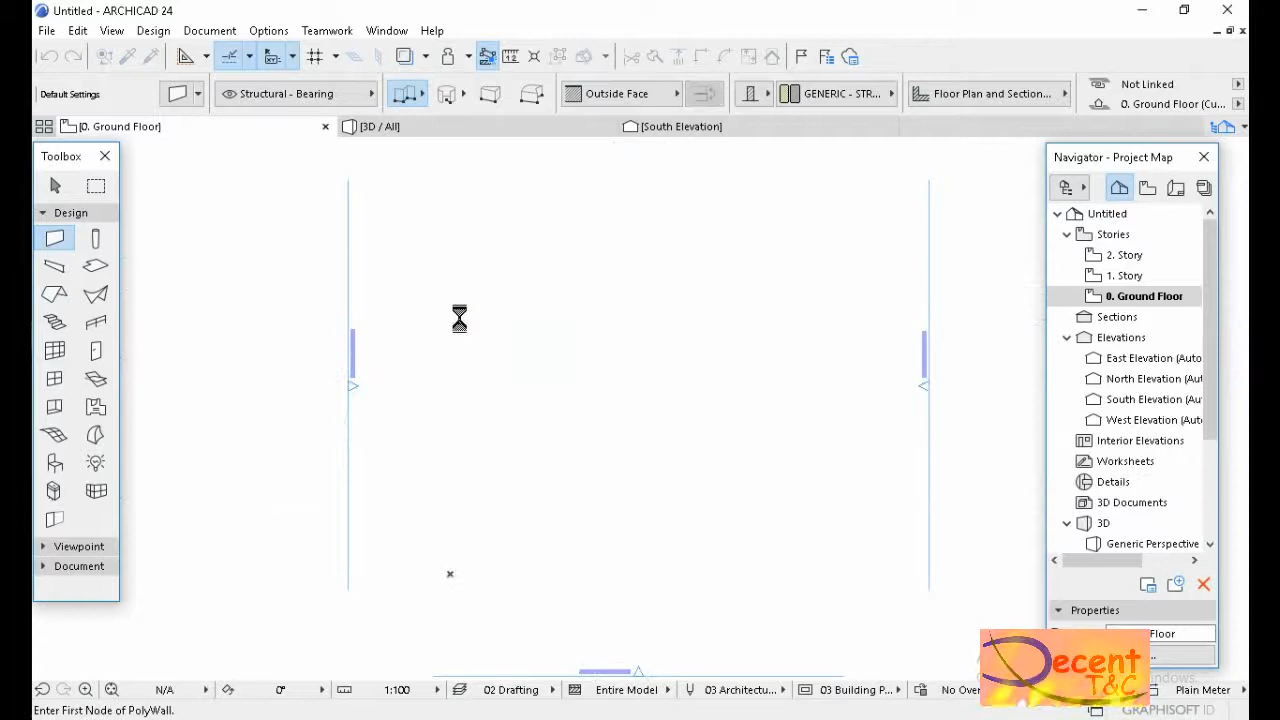 Untitled - ARCHICAD 24
File Edit View Design Document Options Teamwork Window Help
Default Settings
Structural - Bearing
Outside Face
GENERIC - STR...
Floor Plan and Section...
Not Linked
0. Ground Floor (Cu...
[0. Ground Floor]
[3D / All]
[South Elevation]
Toolbox
Design
Viewpoint
Document
Navigator - Project Map
Untitled
Stories
2. Story
1. Story
0. Ground Floor
Sections
Elevations
East Elevation (Auto
North Elevation (Au
South Elevation (Au
West Elevation (Auto
Interior Elevations
Worksheets
Details
3D Documents
3D
Generic Perspective
Properties
Floor
Decent
T&C
N/A
0°
1:100
02 Drafting
Entire Model
03 Architectu...
03 Building P...
No Over
Plain Meter
Enter First Node of PolyWall.
GRAPHISOFT ID